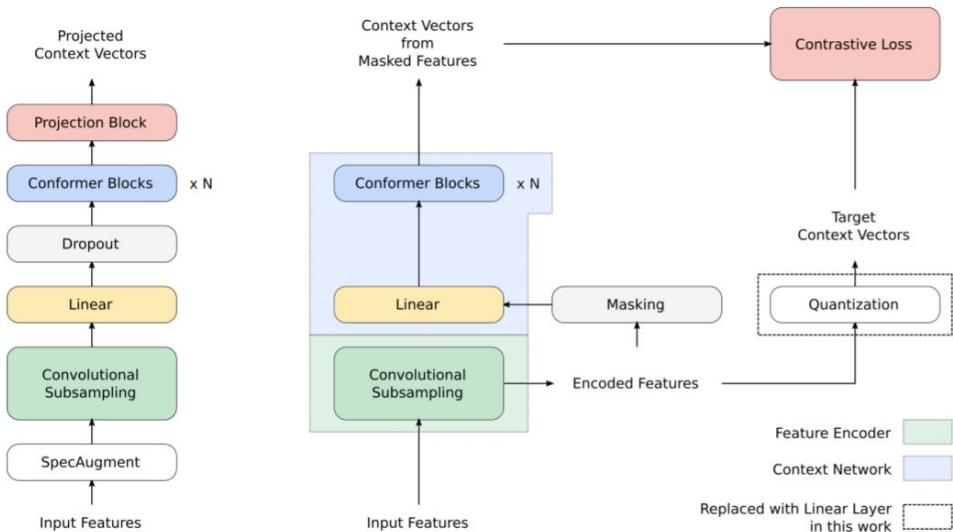 Projected
Context Vectors
Projection Block
Conformer Blocks
x N
Dropout
Linear
Convolutional
Subsampling
SpecAugment
Input Features
Context Vectors
from
Masked Features
Conformer Blocks
x N
Linear
Masking
Convolutional
Subsampling
Encoded Features
Input Features
Contrastive Loss
Target
Context Vectors
Quantization
Feature Encoder
Context Network
Replaced with Linear Layer
in this work